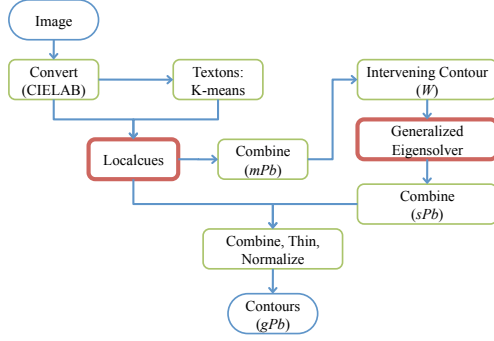 Image
Convert
(CIELAB)
Textons:
K-means
Intervening Contour
(W)
Localcues
Combine
(mPb)
Generalized
Eigensolver
Combine
(sPb)
Combine, Thin,
Normalize
Contours
(gPb)